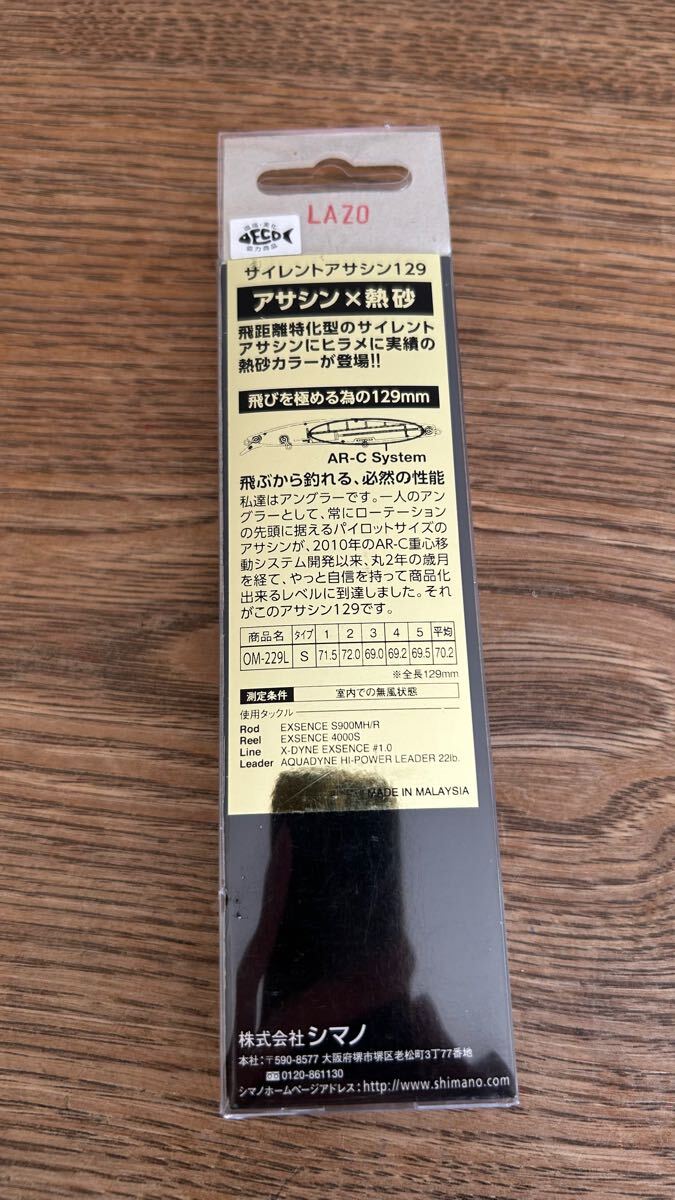 LAZO
自信・変化
ECO
協力商品
サイレントアサシン129
アサシン×熱砂
飛距離特化型のサイレント
アサシンにヒラメに実績の
熱砂カラーが登場!!
飛びを極める為の129mm
AR-C System
飛ぶから釣れる、必然の性能
私達はアングラーです。一人のアン
グラーとして、常にローテーション
の先頭に据えるパイロットサイズの
アサシンが、2010年のAR-C重心移
動システム開発以来、丸2年の歳月
を経て、やっと自信を持って商品化
出来るレベルに到達しました。それ
がこのアサシン129です。
商品名 タイプ 1 2 3 4 5 平均
OM-229L S 71.5 72.0 69.0 69.2 69.5 70.2
※全長129mm
測定条件 室内での無風状態
使用タックル
Rod EXSENCE S900MH/R
Reel EXSENCE 4000S
Line X-DYNE EXSENCE #1.0
Leader AQUADYNE HI-POWER LEADER 22lb.
MADE IN MALAYSIA
株式会社シマノ
本社:〒590-8577 大阪府堺市堺区老松町3丁77番地
0120-861130
シマノホームページアドレス:http://www.shimano.com